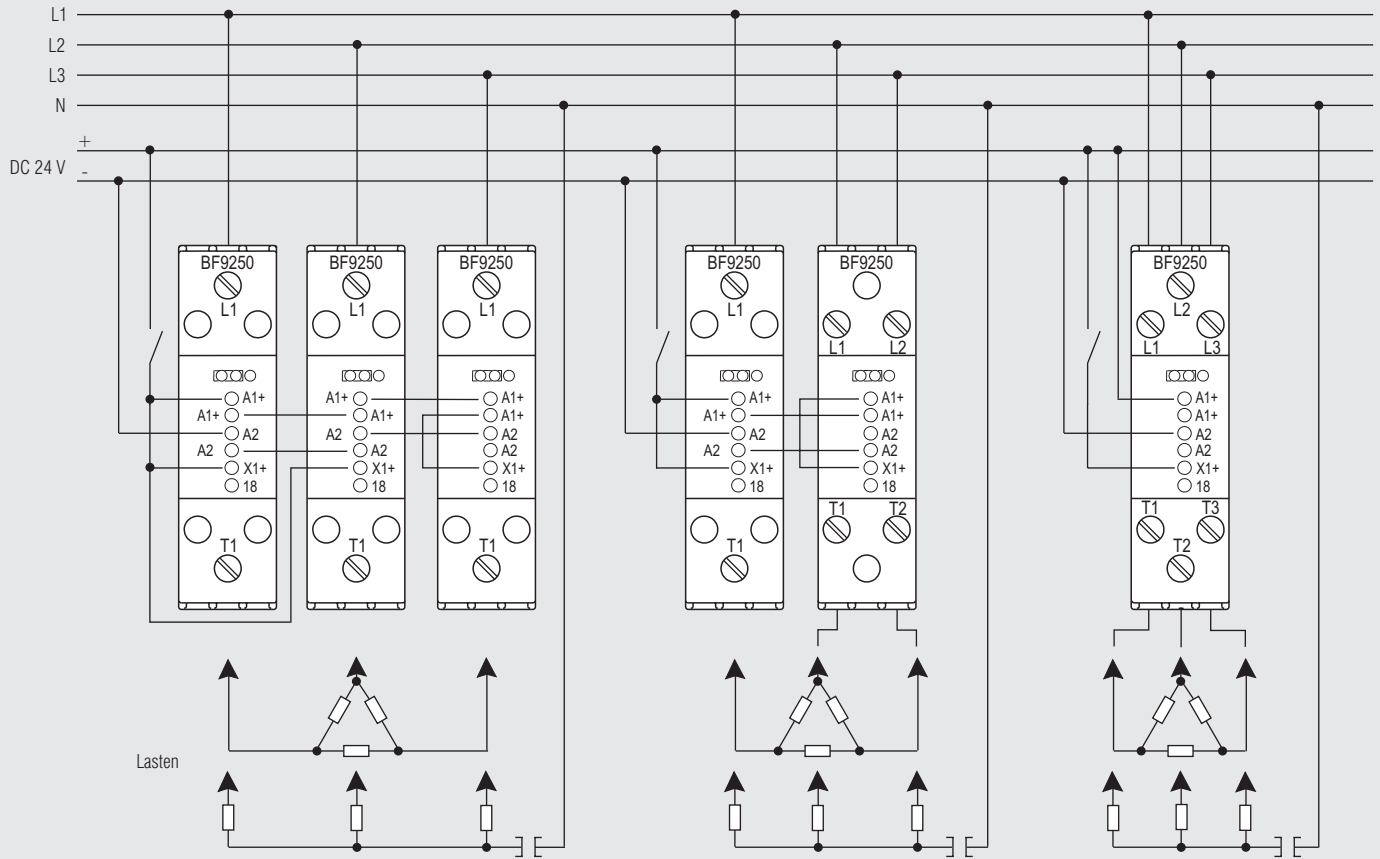 L1
L2
L3
N
+
DC 24 V
-
BF9250 BF9250 BF9250 BF9250 BF9250 BF9250
L1 L1 L1 L1 L1 L2 L1 L2 L3
A1+ A1+ A1+ A1+ A1+ A1+
A1+ A1+ A1+ A1+ A1+ A1+
A2 A2 A2 A2 A2 A2
A2 A2 A2 A2 A2 A2
X1+ X1+ X1+ X1+ X1+ X1+
18 18 18 18 18 18
T1 T2 T1 T3
T1 T1 T1 T1 T2
Lasten